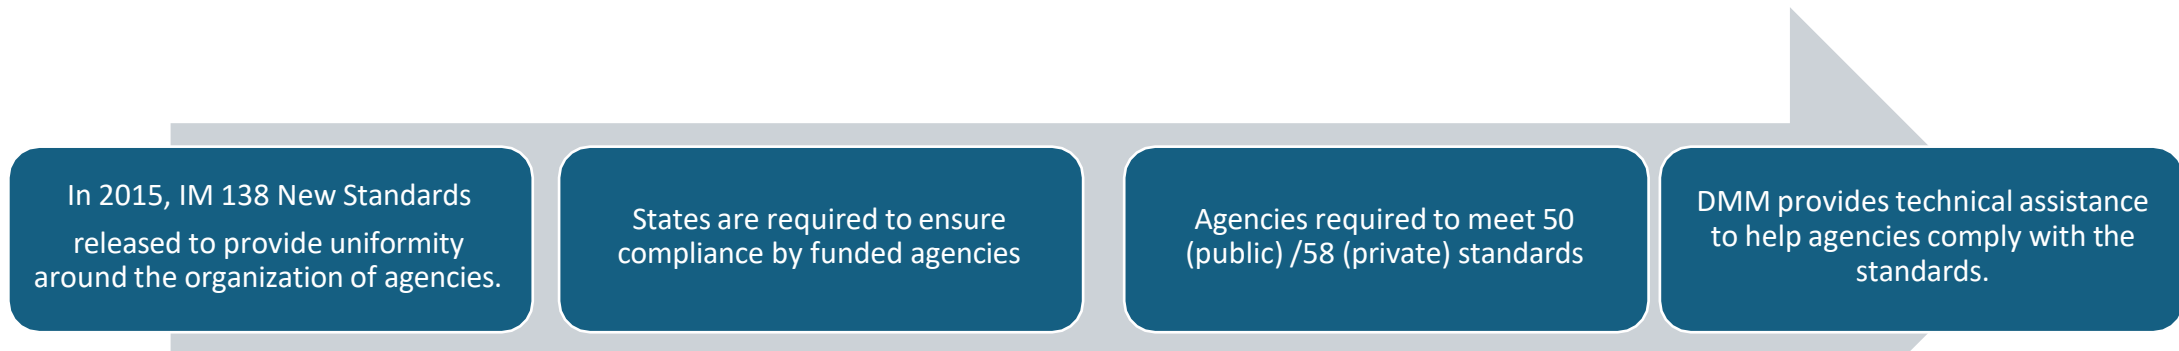 In 2015, IM 138 New Standards
released to provide uniformity
around the organization of agencies.
States are required to ensure
compliance by funded agencies
Agencies required to meet 50
(public) /58 (private) standards
DMM provides technical assistance
to help agencies comply with the
standards.